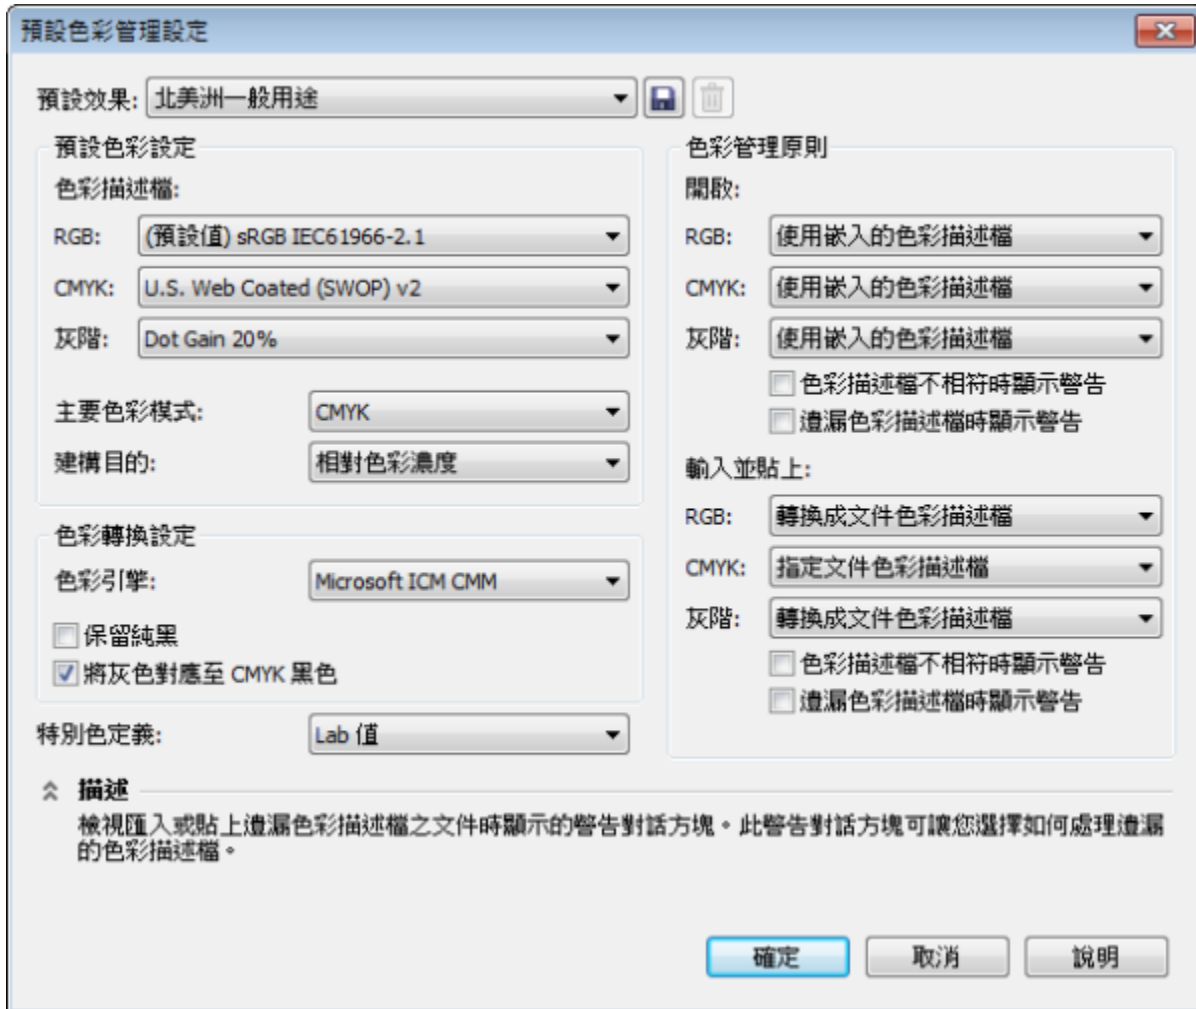 預設色彩管理設定
預設效果: 北美洲一般用途
預設色彩設定
色彩描述檔:
RGB: (預設值) sRGB IEC61966-2.1
CMYK: U.S. Web Coated (SWOP) v2
灰階: Dot Gain 20%
主要色彩模式: CMYK
建構目的: 相對色彩濃度
色彩轉換設定
色彩引擎: Microsoft ICM CMM
保留純黑
將灰色對應至 CMYK 黑色
特別色定義: Lab 值
色彩管理原則
開啟:
RGB: 使用嵌入的色彩描述檔
CMYK: 使用嵌入的色彩描述檔
灰階: 使用嵌入的色彩描述檔
色彩描述檔不相符時顯示警告
遺漏色彩描述檔時顯示警告
輸入並貼上:
RGB: 轉換成文件色彩描述檔
CMYK: 指定文件色彩描述檔
灰階: 轉換成文件色彩描述檔
色彩描述檔不相符時顯示警告
遺漏色彩描述檔時顯示警告
描述
檢視匯入或貼上遺漏色彩描述檔之文件時顯示的警告對話方塊。此警告對話方塊可讓您選擇如何處理遺漏
的色彩描述檔。
確定 取消 說明